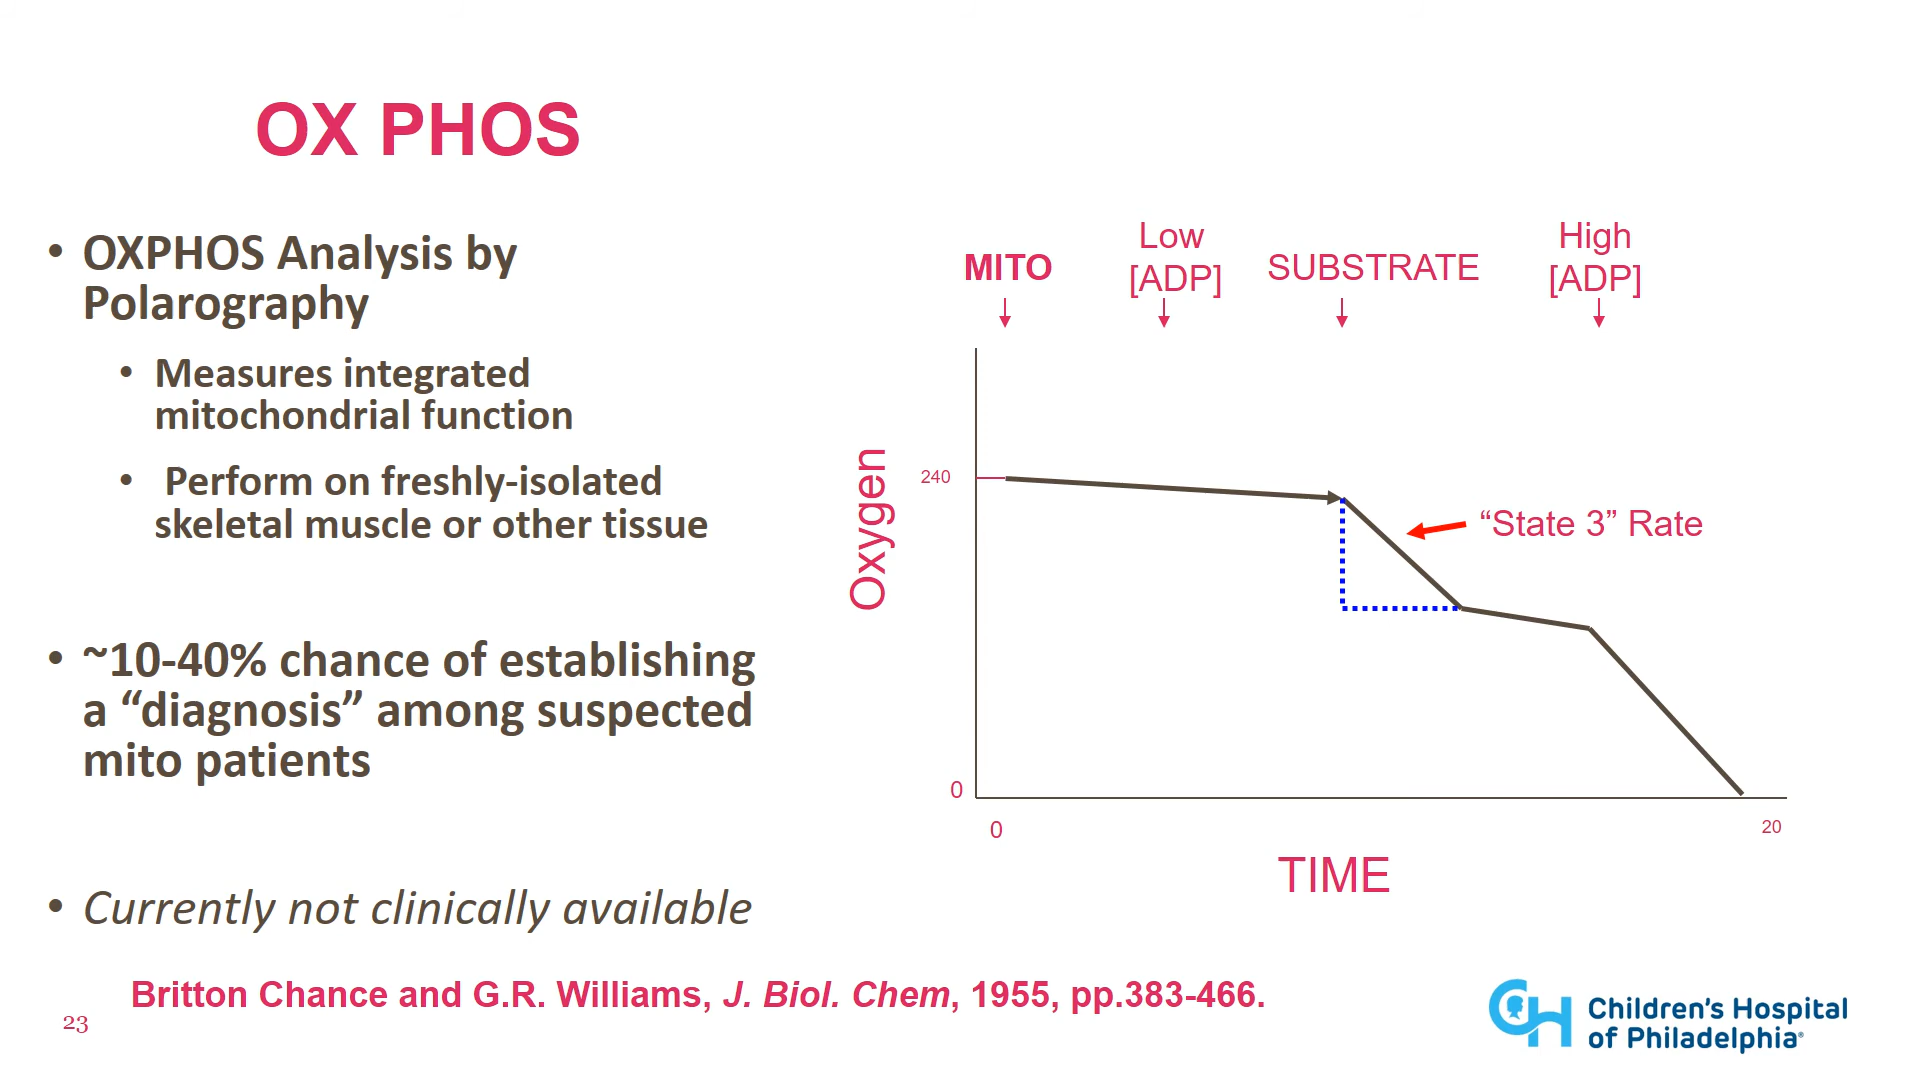 OX PHOS
• OXPHOS Analysis by
Polarography
• Measures integrated
mitochondrial function
• Perform on freshly-isolated
skeletal muscle or other tissue
• ~10-40% chance of establishing
a “diagnosis” among suspected
mito patients
• Currently not clinically available
MITO
Low
[ADP]
SUBSTRATE
High
[ADP]
Oxygen
240
“State 3” Rate
0
0
20
TIME
Britton Chance and G.R. Williams, J. Biol. Chem, 1955, pp.383-466.
23
CH
Children’s Hospital
of Philadelphia®